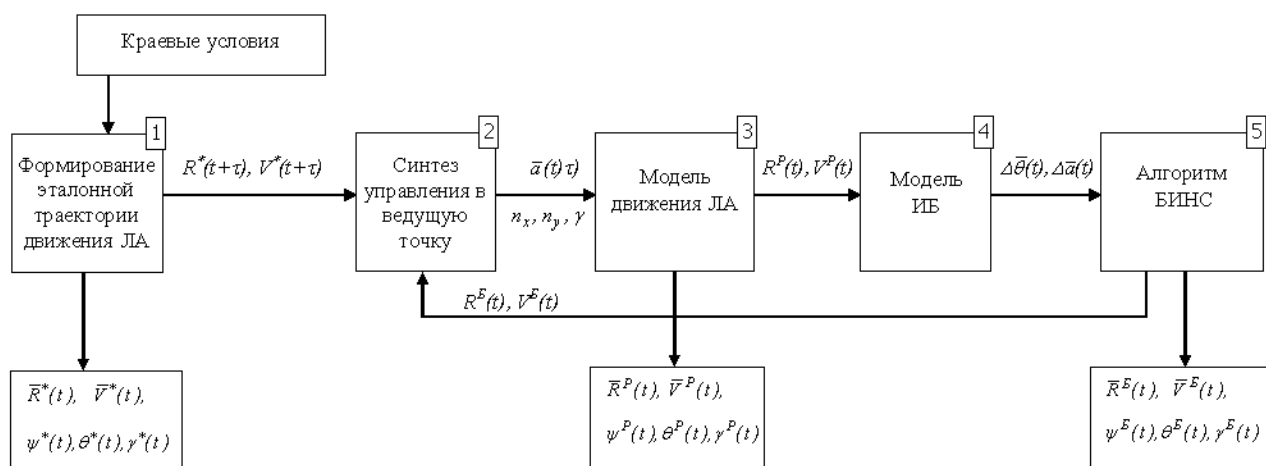 Краевые условия
1
Формирование
эталонной
траектории
движения ЛА
R*(t+τ), V*(t+τ)
2
Синтез
управления в
ведущую
точку
a̅(t)τ)
n_x, n_y, γ
3
Модель
движения ЛА
R^P(t), V^P(t)
4
Модель
ИБ
Δθ̅(t), Δa̅(t)
5
Алгоритм
БИНС
R^Б(t), V^Б(t)
R̅*(t), V̅*(t),
ψ*(t), θ*(t), γ*(t)
R̅^P(t), V̅^P(t),
ψ^P(t), θ^P(t), γ^P(t)
R̅^Б(t), V̅^Б(t),
ψ^Б(t), θ^Б(t), γ^Б(t)